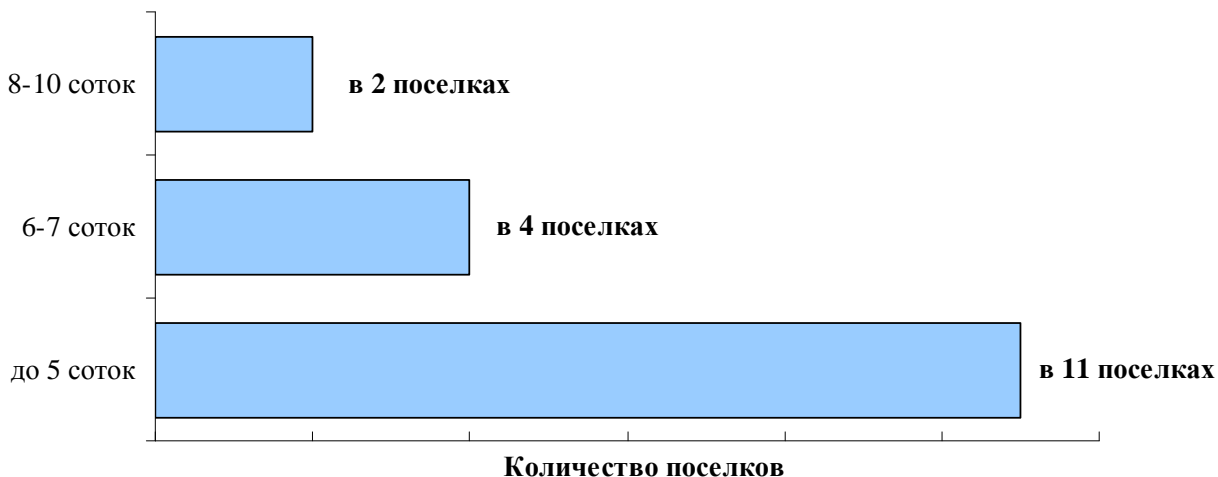 8-10 соток
в 2 поселках
6-7 соток
в 4 поселках
до 5 соток
в 11 поселках
Количество поселков